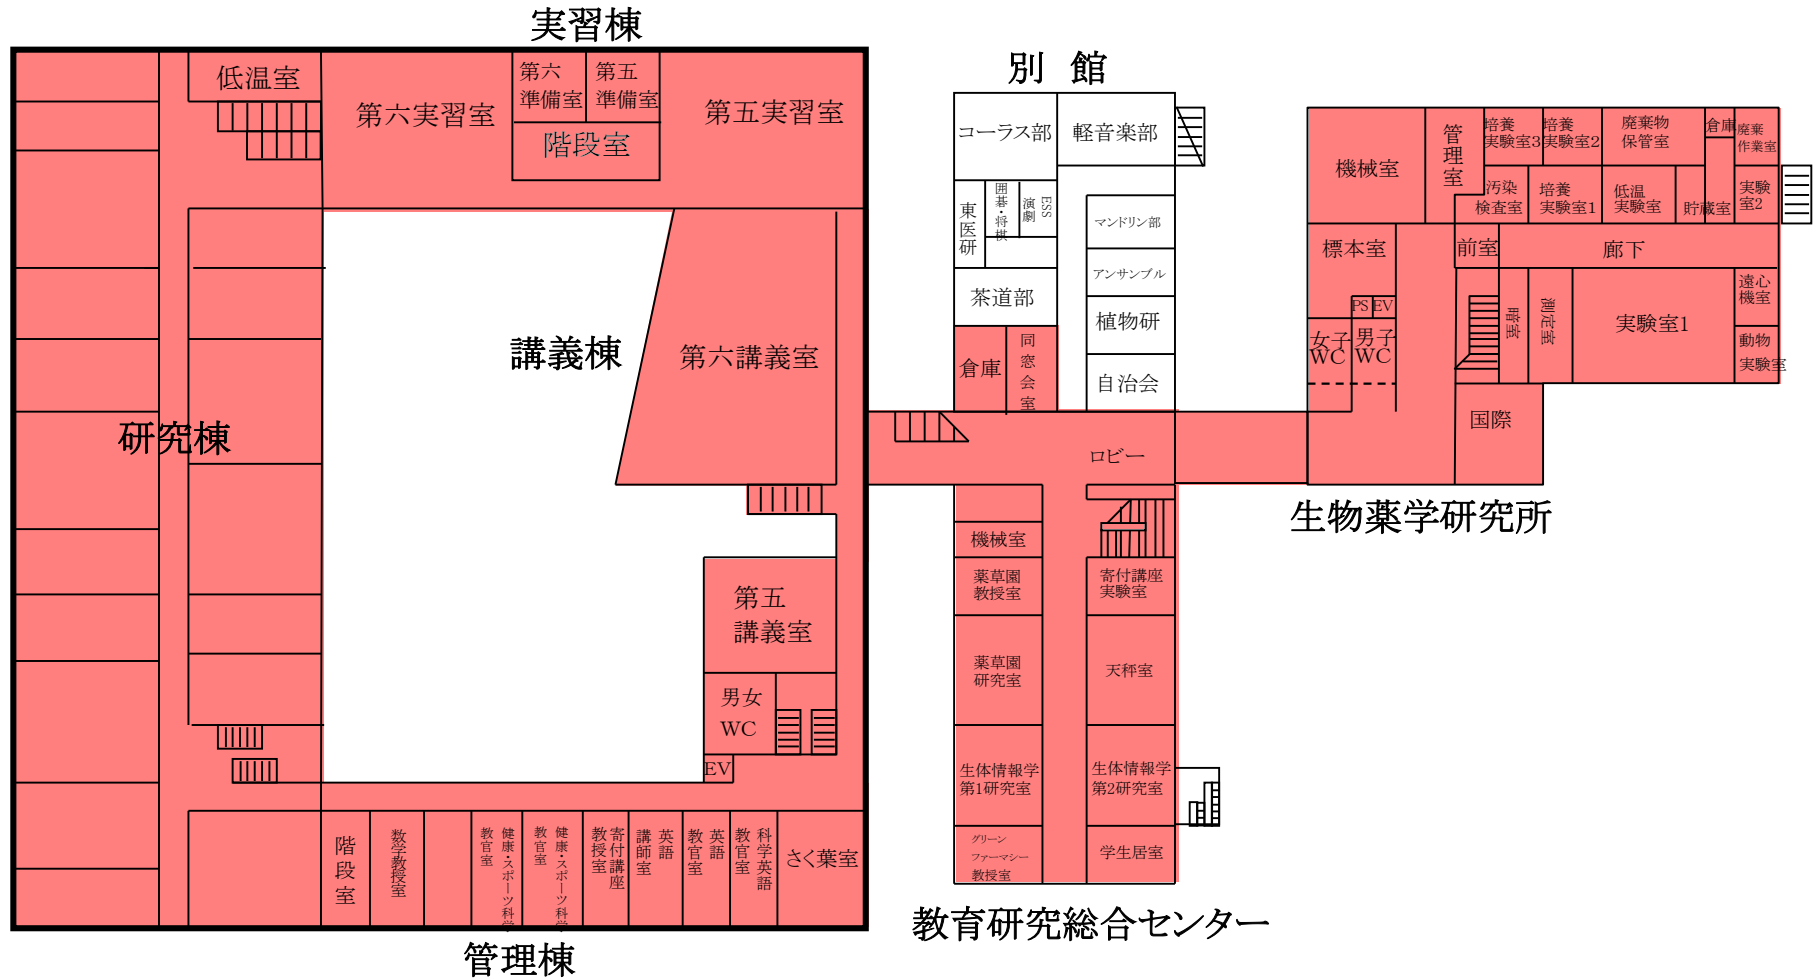 実習棟
低温室
第六実習室
第六
準備室
第五
準備室
階段室
第五実習室
講義棟
第六講義室
研究棟
第五
講義室
男女
WC
EV
階段室
数学教授室
健康・スポーツ科学
教官室
健康・スポーツ科学
教官室
寄付講座
教授室
英語
講師室
英語
教官室
科学英語
教官室
さく葉室
管理棟
別 館
コーラス部
軽音楽部
東医研
囲碁・将棋
演劇
ESS
マンドリン部
アンサンブル
茶道部
植物研
倉庫
同窓会室
自治会
ロビー
機械室
薬草園
教授室
寄付講座
実験室
薬草園
研究室
天秤室
生体情報学
第1研究室
生体情報学
第2研究室
グリーン
ファーマシー
教授室
学生居室
教育研究総合センター
機械室
管理室
培養
実験室3
培養
実験室2
廃棄物
保管室
倉庫
廃棄
作業室
汚染
検査室
培養
実験室1
低温
実験室
貯蔵室
実験
室2
標本室
前室
廊下
PS
EV
女子
WC
男子
WC
暗室
測定室
実験室1
遠心
機室
動物
実験室
国際
生物薬学研究所